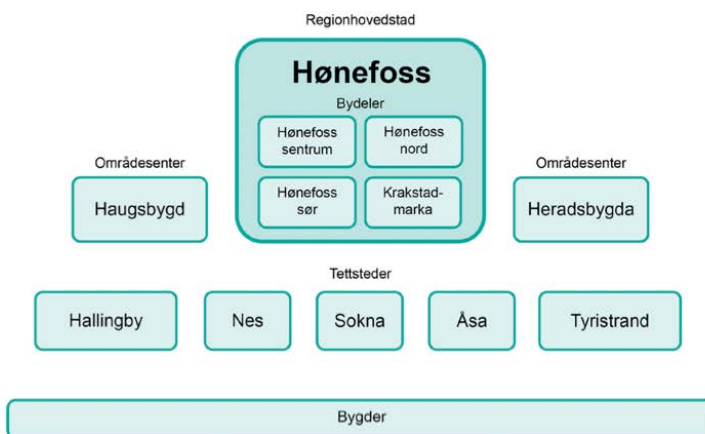 Regionhovedstad
Hønefoss
Bydeler
Hønefoss
sentrum
Hønefoss
nord
Hønefoss
sør
Krakstad-
marka
Områdesenter
Haugsbygd
Områdesenter
Heradsbygda
Tettsteder
Hallingby
Nes
Sokna
Åsa
Tyristrand
Bygder